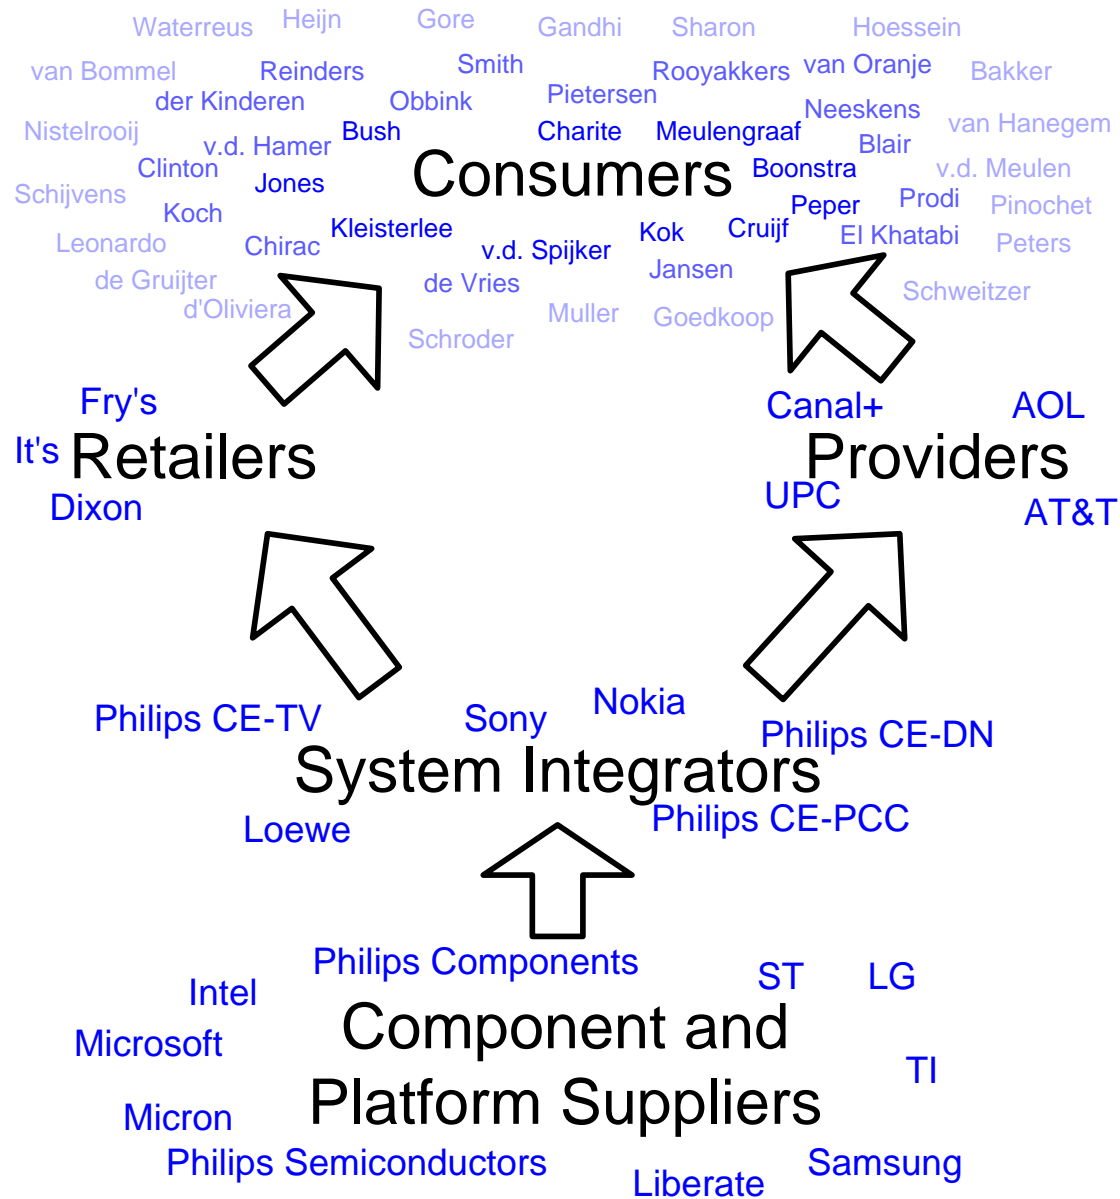 Waterreus Heijn Gore Gandhi Sharon Hoessein
van Bommel Reinders Smith Rooyakkers van Oranje Bakker
der Kinderen Obbink Pietersen Neeskens
Nistelrooij v.d. Hamer Bush Charite Meulengraaf Blair van Hanegem
Clinton Jones Consumers Boonstra v.d. Meulen
Schijvens Koch Peper Prodi Pinochet
Leonardo Chirac Kleisterlee v.d. Spijker Kok Cruijf El Khatabi Peters
de Gruijter de Vries Jansen Schweitzer
d'Oliviera Muller Goedkoop
Schroder
Fry's Canal+ AOL
It's Retailers Providers
Dixon UPC AT&T
Philips CE-TV Sony Nokia Philips CE-DN
System Integrators
Loewe Philips CE-PCC
Philips Components ST LG
Intel
Component and
Microsoft TI
Platform Suppliers
Micron
Philips Semiconductors Liberate Samsung